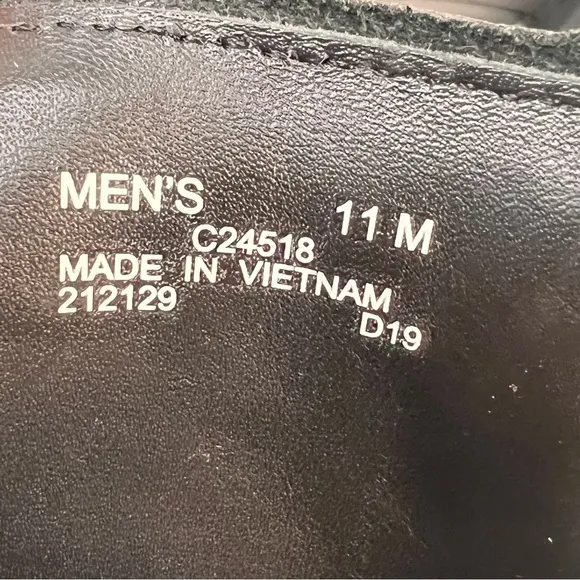 MEN'S 11 M
C24518
MADE IN VIETNAM
212129 D19